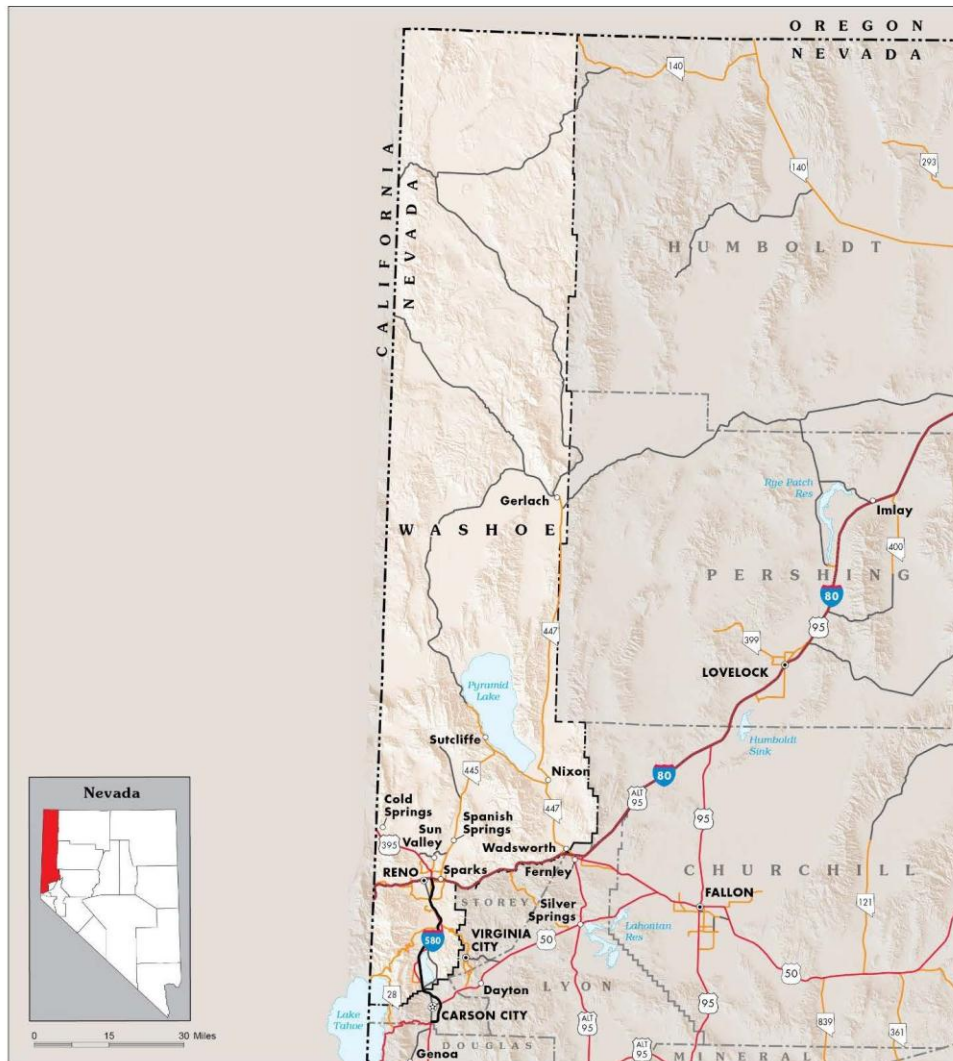 OREGON
NEVADA
140
140
293
CALIFORNIA
NEVADA
HUMBOLDT
Gerlach
Rye Patch
Res
Imlay
WASHOE
400
PERSHING
80
95
447
399
LOVELOCK
Pyramid
Lake
Sutcliffe
Humboldt
Sink
445
Nixon
80
ALT
95
447
95
Nevada
Cold
Springs
Spanish
Springs
Sun
Valley
395
Wadsworth
RENO
Sparks
Fernley
CHURCHILL
STOREY
FALLON
Silver
Springs
121
Lahontan
Res
580
VIRGINIA
CITY
50
50
28
Dayton
LYON
95
Lake
Tahoe
CARSON CITY
ALT
95
839
361
DOUGLAS
MINERAL
Genoa
0 15 30 Miles